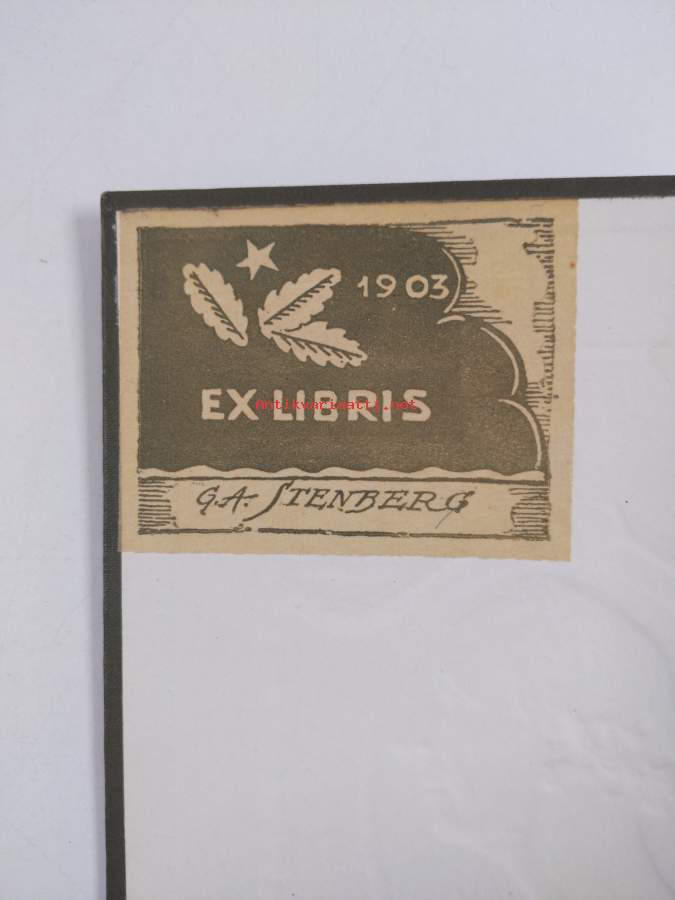 1903
EX LIBRIS
Antikvariaatti.net
G.A. STENBERG